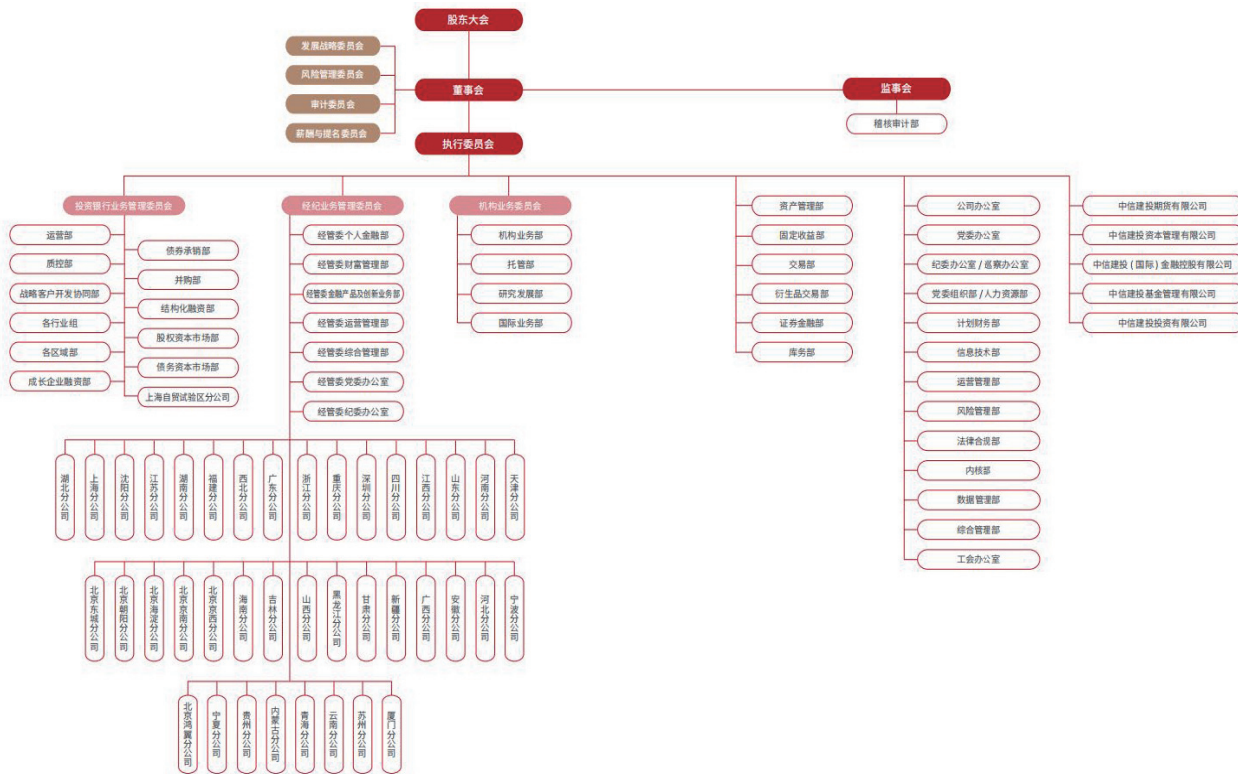 股东大会
发展战略委员会
风险管理委员会
审计委员会
薪酬与提名委员会
董事会
监事会
稽核审计部
执行委员会
投资银行业务管理委员会
运营部
质控部
战略客户开发协同部
各行业组
各区域部
成长企业融资部
债券承销部
并购部
结构化融资部
股权资本市场部
债务资本市场部
上海自贸试验区分公司
经纪业务管理委员会
经管委个人金融部
经管委财富管理部
经管委金融产品及创新业务部
经管委运营管理部
经管委综合管理部
经管委党委办公室
经管委纪委办公室
机构业务委员会
机构业务部
托管部
研究发展部
国际业务部
资产管理部
固定收益部
交易部
衍生品交易部
证券金融部
库务部
公司办公室
党委办公室
纪委办公室 / 巡察办公室
党委组织部 / 人力资源部
计划财务部
信息技术部
运营管理部
风险管理部
法律合规部
内核部
数据管理部
综合管理部
工会办公室
中信建投期货有限公司
中信建投资本管理有限公司
中信建投 ( 国际 ) 金融控股有限公司
中信建投基金管理有限公司
中信建投投资有限公司
湖北分公司
上海分公司
沈阳分公司
江苏分公司
湖南分公司
福建分公司
西北分公司
广东分公司
浙江分公司
重庆分公司
深圳分公司
四川分公司
江西分公司
山东分公司
河南分公司
天津分公司
北京东城分公司
北京朝阳分公司
北京海淀分公司
北京京南分公司
北京京西分公司
海南分公司
吉林分公司
山西分公司
黑龙江分公司
甘肃分公司
新疆分公司
广西分公司
安徽分公司
河北分公司
宁波分公司
北京鸿翼分公司
宁夏分公司
贵州分公司
内蒙古分公司
青海分公司
云南分公司
苏州分公司
厦门分公司